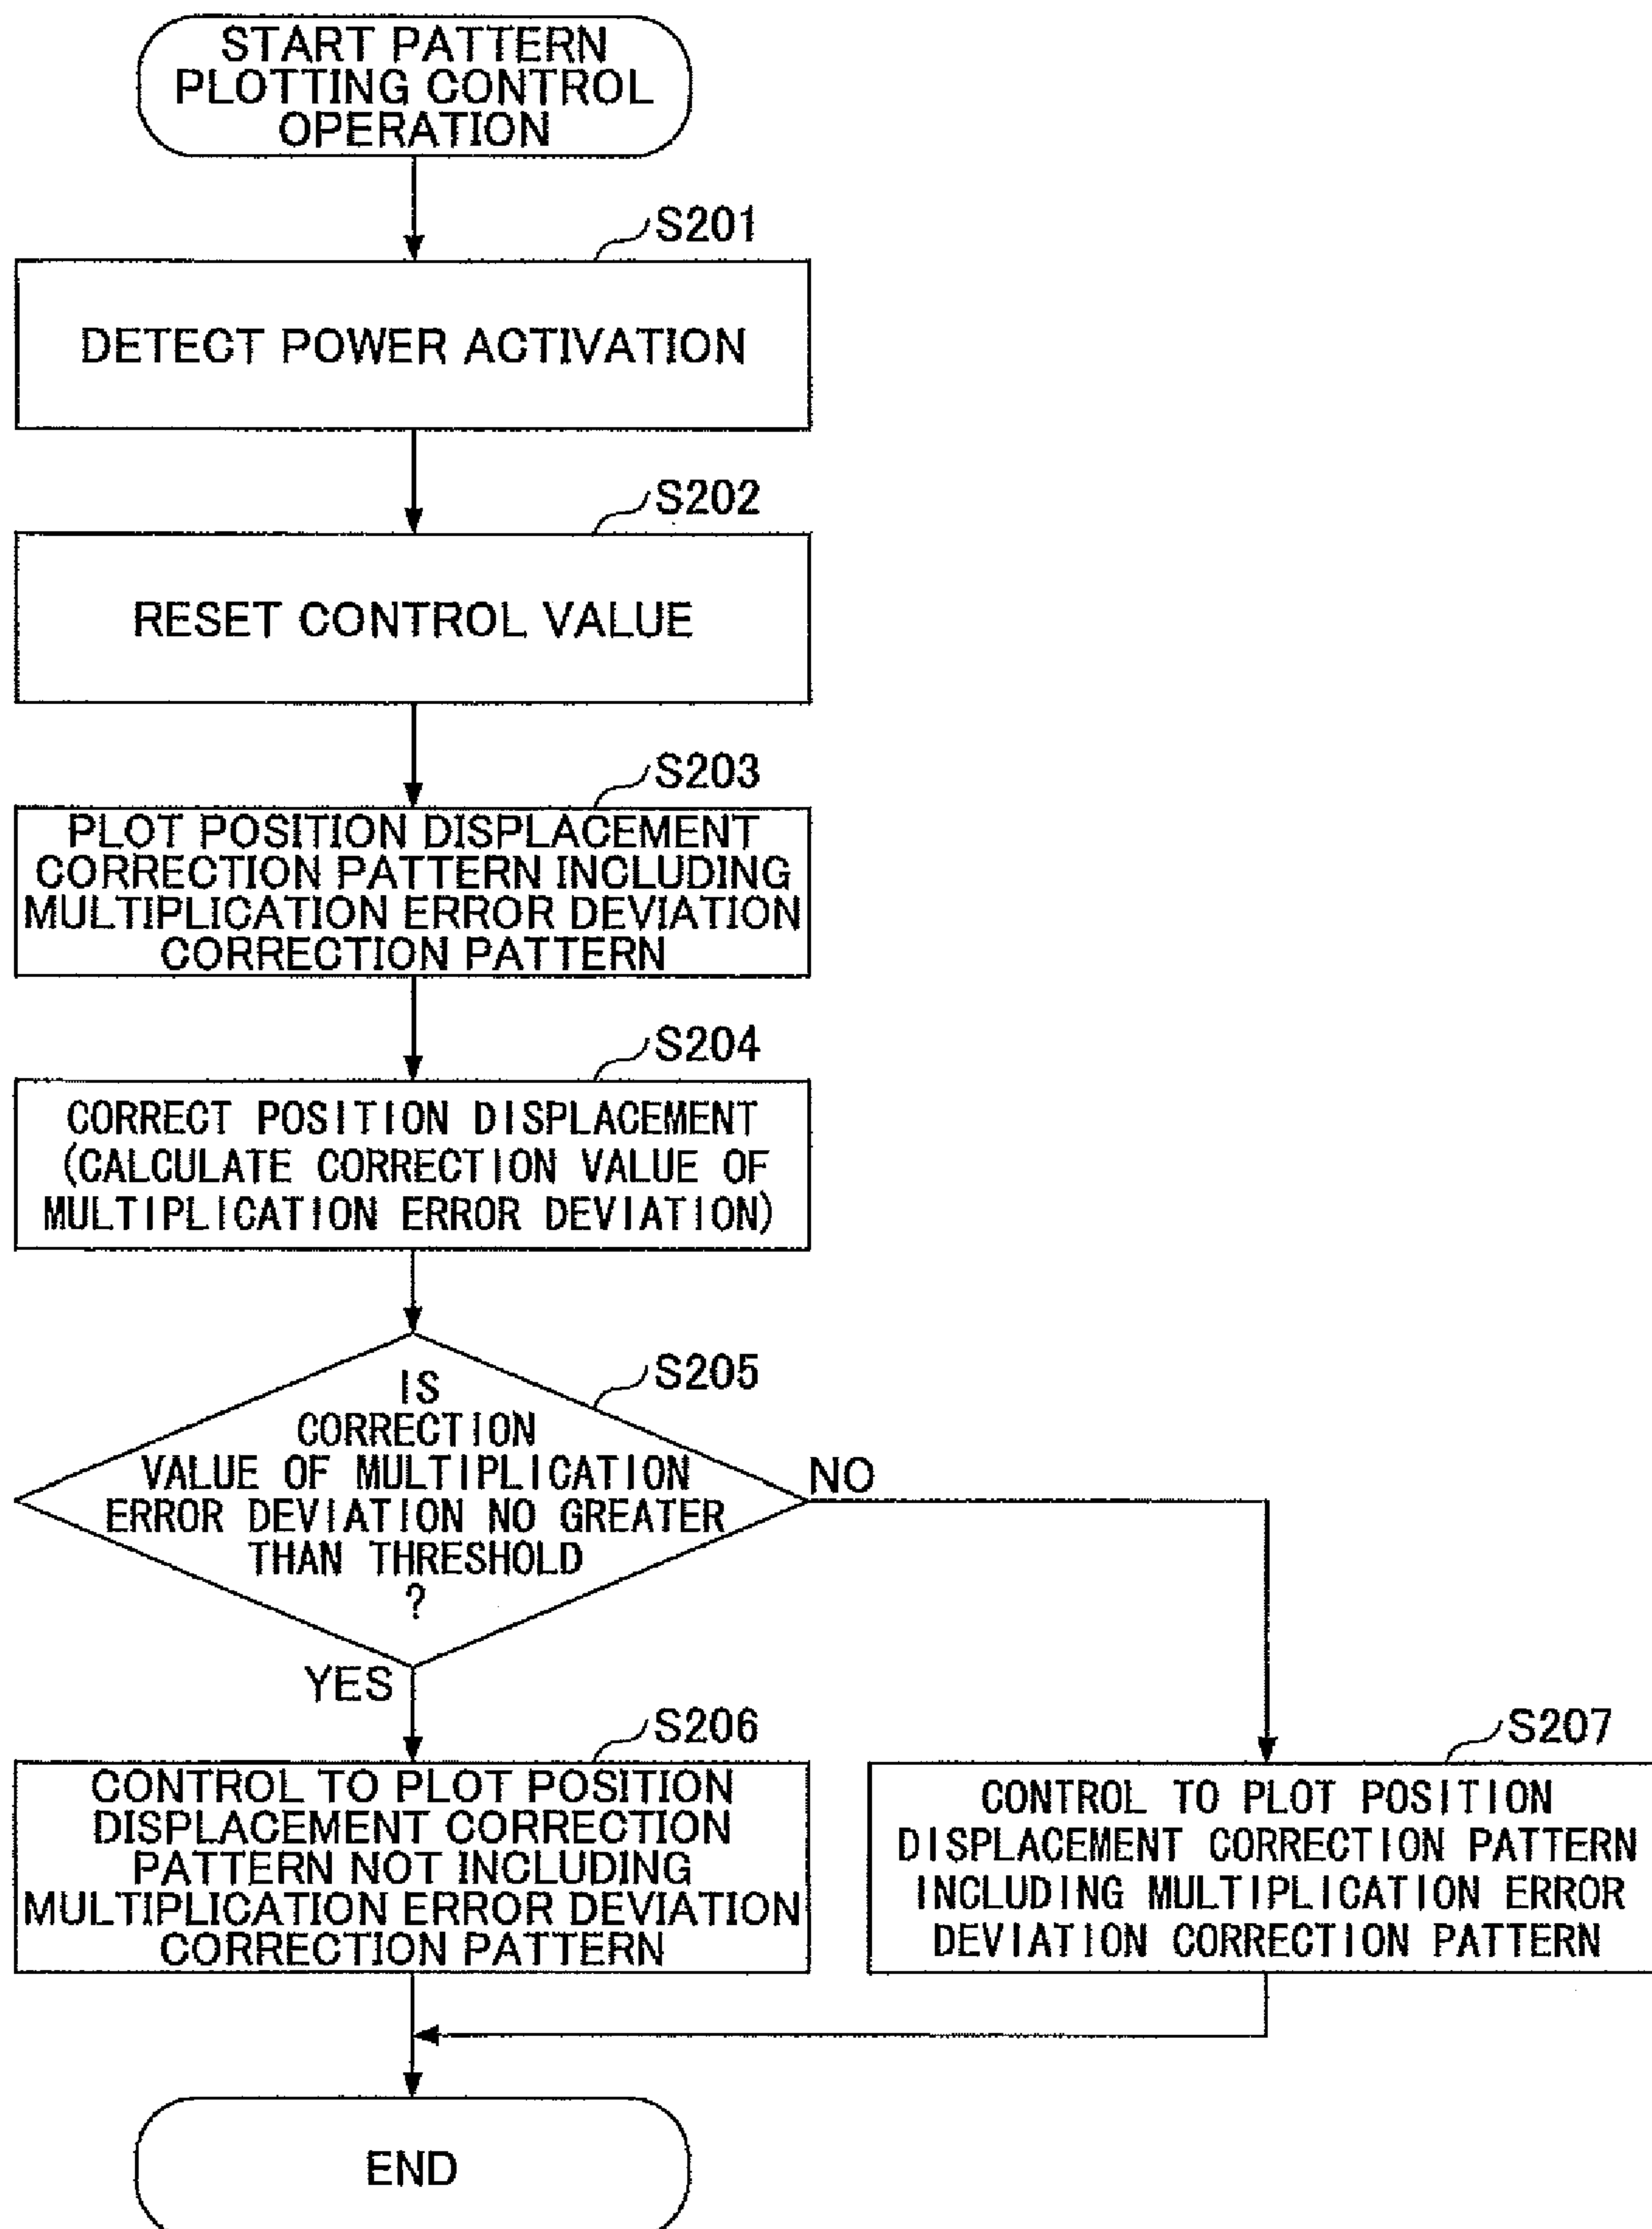 START PATTERN
PLOTTING CONTROL
OPERATION
S201
DETECT POWER ACTIVATION
S202
RESET CONTROL VALUE
S203
PLOT POSITION DISPLACEMENT
CORRECTION PATTERN INCLUDING
MULTIPLICATION ERROR DEVIATION
CORRECTION PATTERN
S204
CORRECT POSITION DISPLACEMENT
(CALCULATE CORRECTION VALUE OF
MULTIPLICATION ERROR DEVIATION)
S205
IS
CORRECTION
VALUE OF MULTIPLICATION
ERROR DEVIATION NO GREATER
THAN THRESHOLD
?
NO
YES
S206
CONTROL TO PLOT POSITION
DISPLACEMENT CORRECTION
PATTERN NOT INCLUDING
MULTIPLICATION ERROR DEVIATION
CORRECTION PATTERN
S207
CONTROL TO PLOT POSITION
DISPLACEMENT CORRECTION PATTERN
INCLUDING MULTIPLICATION ERROR
DEVIATION CORRECTION PATTERN
END